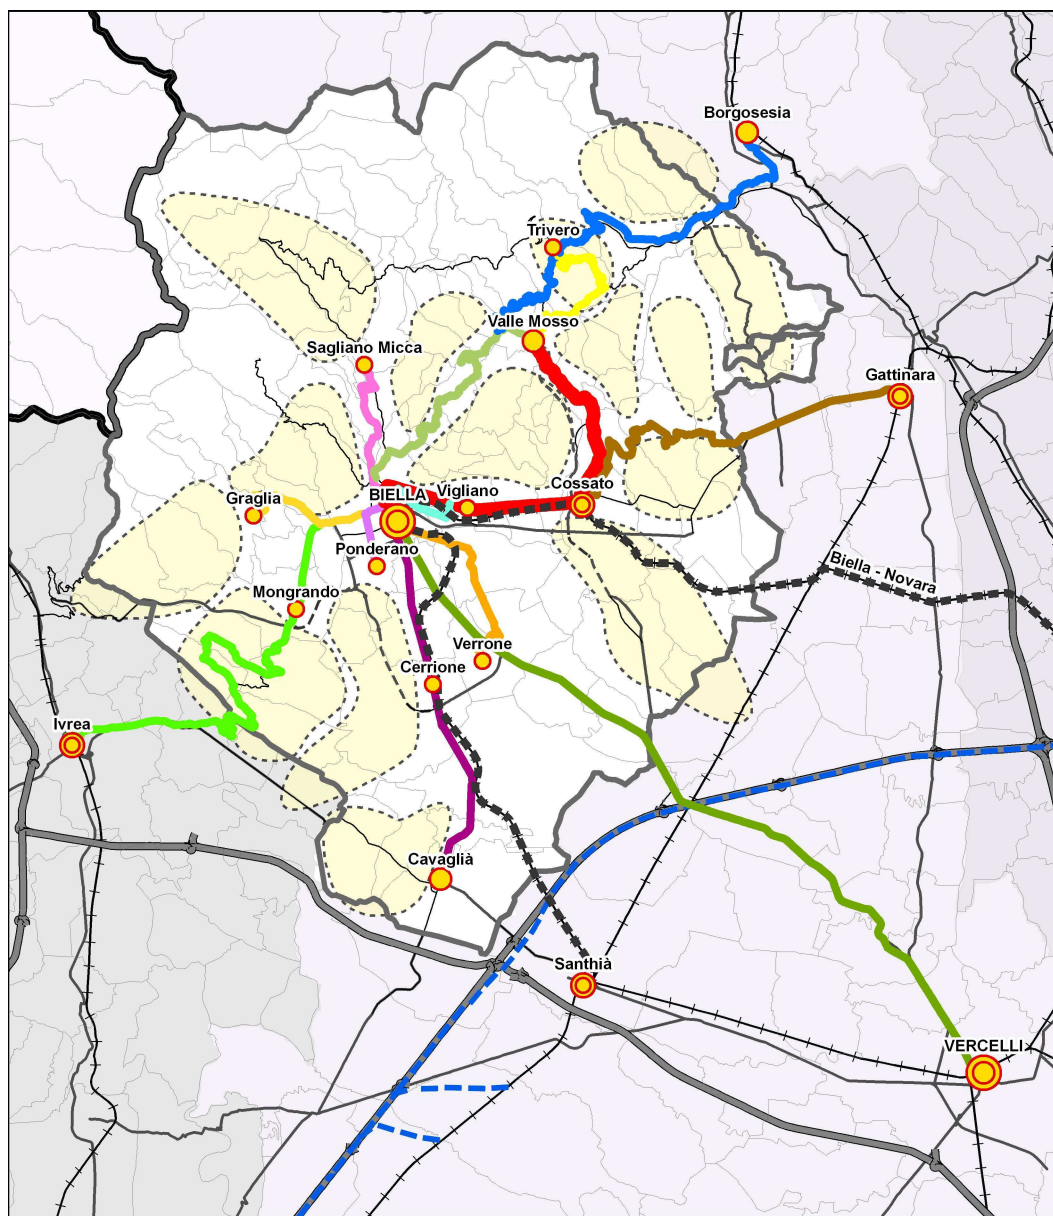 Borgosesia
Trivero
Valle Mosso
Sagliano Micca
Gattinara
Graglia
BIELLA
Vigliano
Cossato
Ponderano
Biella - Novara
Mongrando
Verrone
Cerrione
Ivrea
Cavaglià
Santhià
VERCELLI